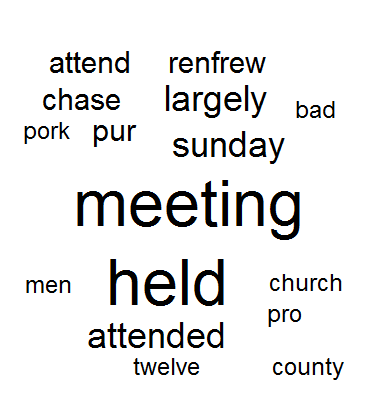 attend renfrew
chase largely bad
pork pur sunday
meeting
men held church
pro
attended
twelve county